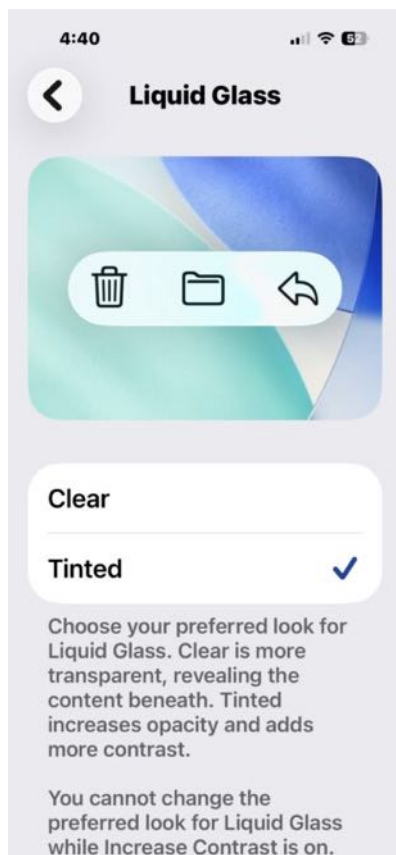 4:40
52
Liquid Glass
Clear
Tinted
Choose your preferred look for
Liquid Glass. Clear is more
transparent, revealing the
content beneath. Tinted
increases opacity and adds
more contrast.
You cannot change the
preferred look for Liquid Glass
while Increase Contrast is on.